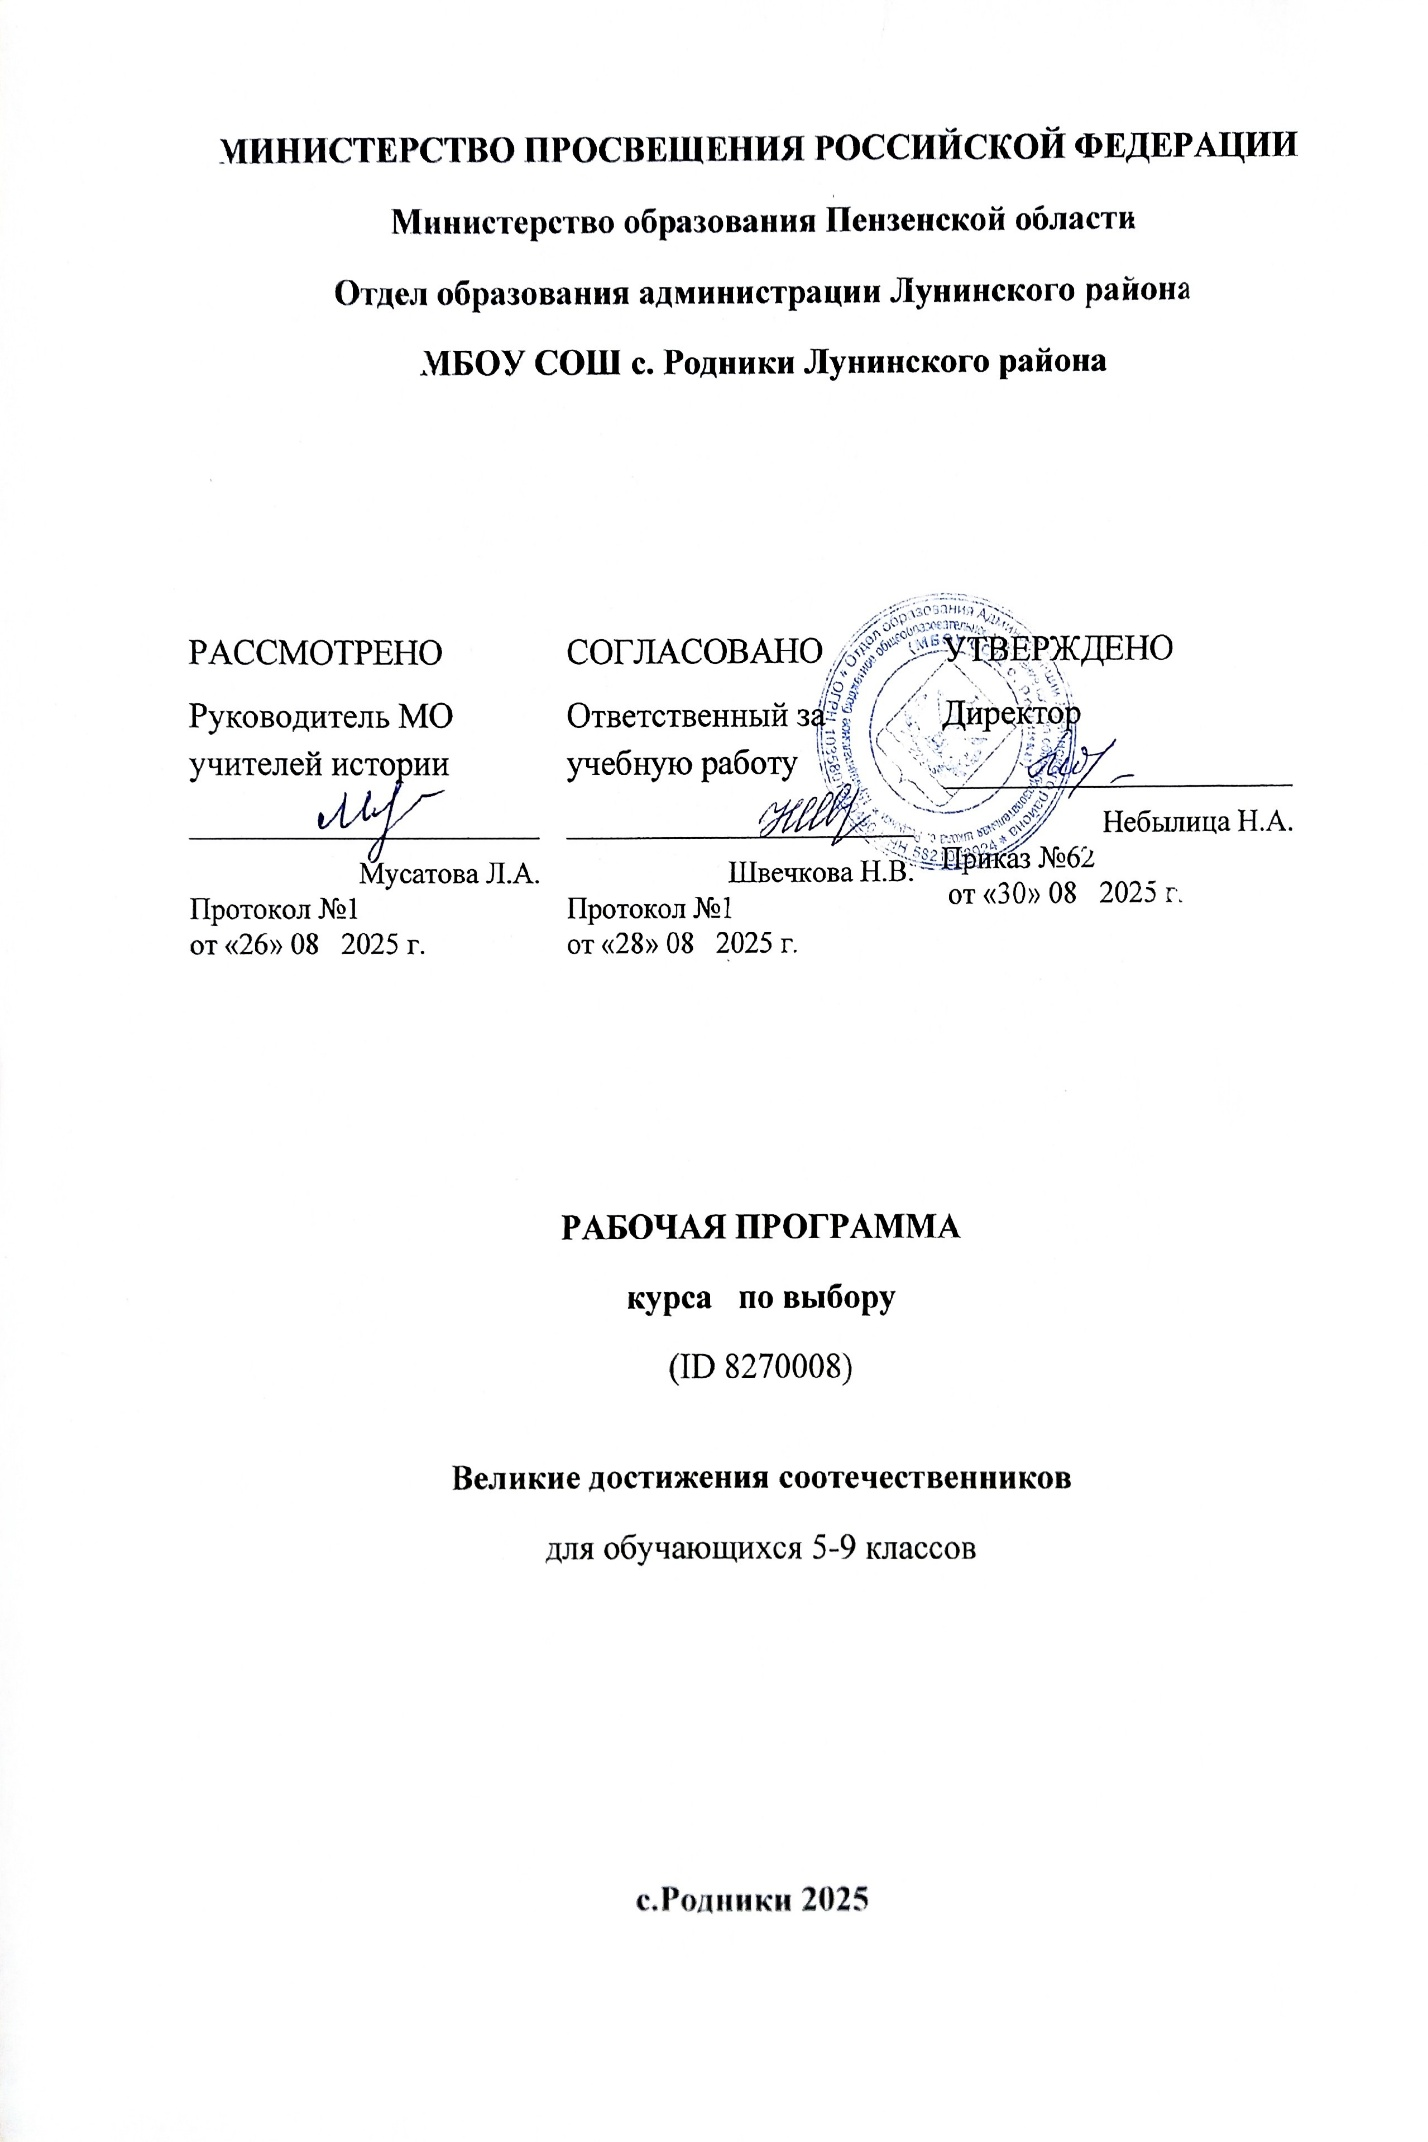 МИНИСТЕРСТВО ПРОСВЕЩЕНИЯ РОССИЙСКОЙ ФЕДЕРАЦИИ
Министерство образования Пензенской области
Отдел образования администрации Лунинского района
МБОУ СОШ с. Родники Лунинского района
РАССМОТРЕНО
Руководитель МО
учителей истории
Мусатова Л.А.
Протокол №1
от «26» 08 2025 г.
СОГЛАСОВАНО
Ответственный за
учебную работу
Швечкова Н.В.
Протокол №1
от «28» 08 2025 г.
УТВЕРЖДЕНО
Директор
Небылица Н.А.
Приказ №62
от «30» 08 2025 г.
Отдел образования
РАБОЧАЯ ПРОГРАММА
курса по выбору
(ID 8270008)
Великие достижения соотечественников
для обучающихся 5-9 классов
с.Родники 2025